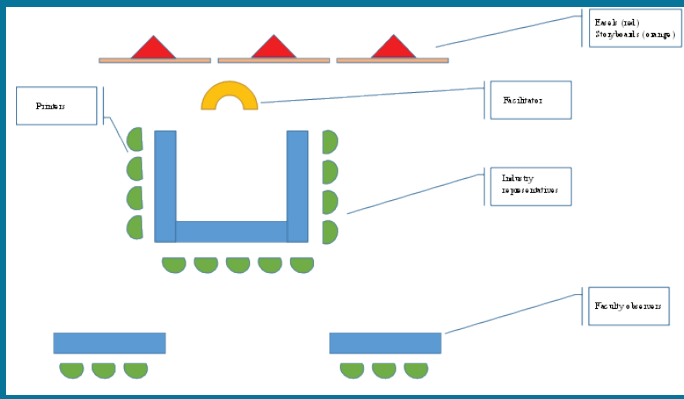 Easels (red)
Storyboards (orange)
Facilitator
Printers
Industry
representatives
Faculty observers